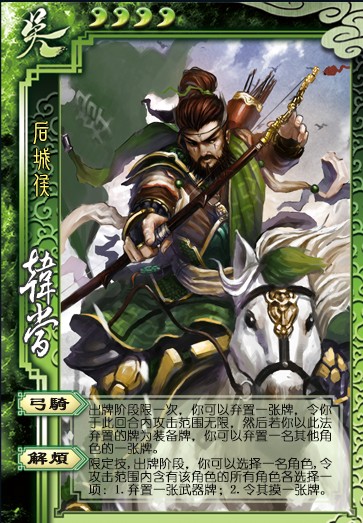 吴
石城侯
韓當
弓騎
出牌阶段限一次，你可以弃置一张牌，令你
于此回合内攻击范围无限，然后若你以此法
弃置的牌为装备牌，你可以弃置一名其他角
色的一张牌。
解煩
限定技，出牌阶段，你可以选择一名角色，令
攻击范围内含有该角色的所有角色各选择一
项：1.弃置一张武器牌；2.令其摸一张牌。